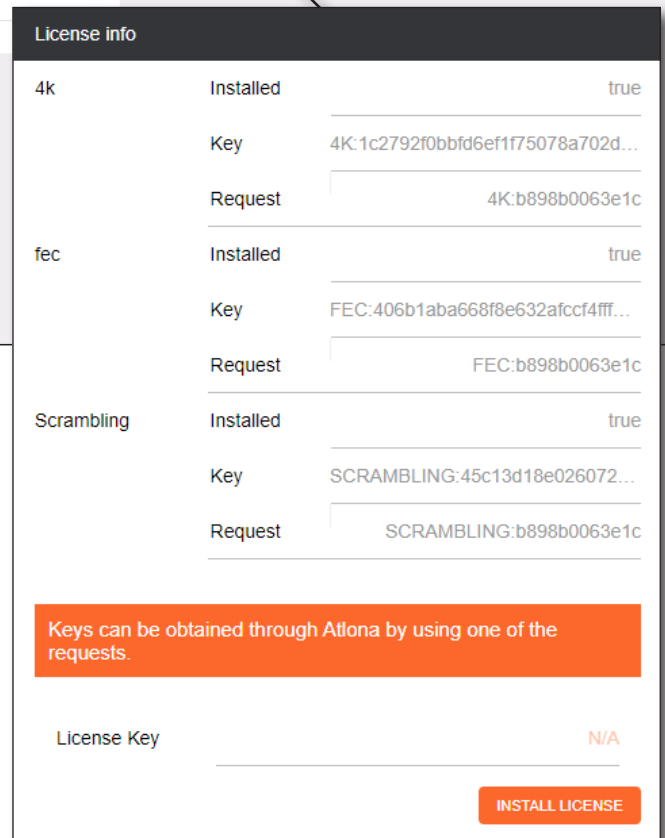 License info
4k Installed true
Key 4K:1c2792f0bbfd6ef1f75078a702d...
Request 4K:b898b0063e1c
fec Installed true
Key FEC:406b1aba668f8e632afccf4fff...
Request FEC:b898b0063e1c
Scrambling Installed true
Key SCRAMBLING:45c13d18e026072...
Request SCRAMBLING:b898b0063e1c
Keys can be obtained through Atlona by using one of the
requests.
License Key N/A
INSTALL LICENSE